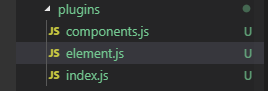 plugins
JS components.js U
JS element.js U
JS index.js U